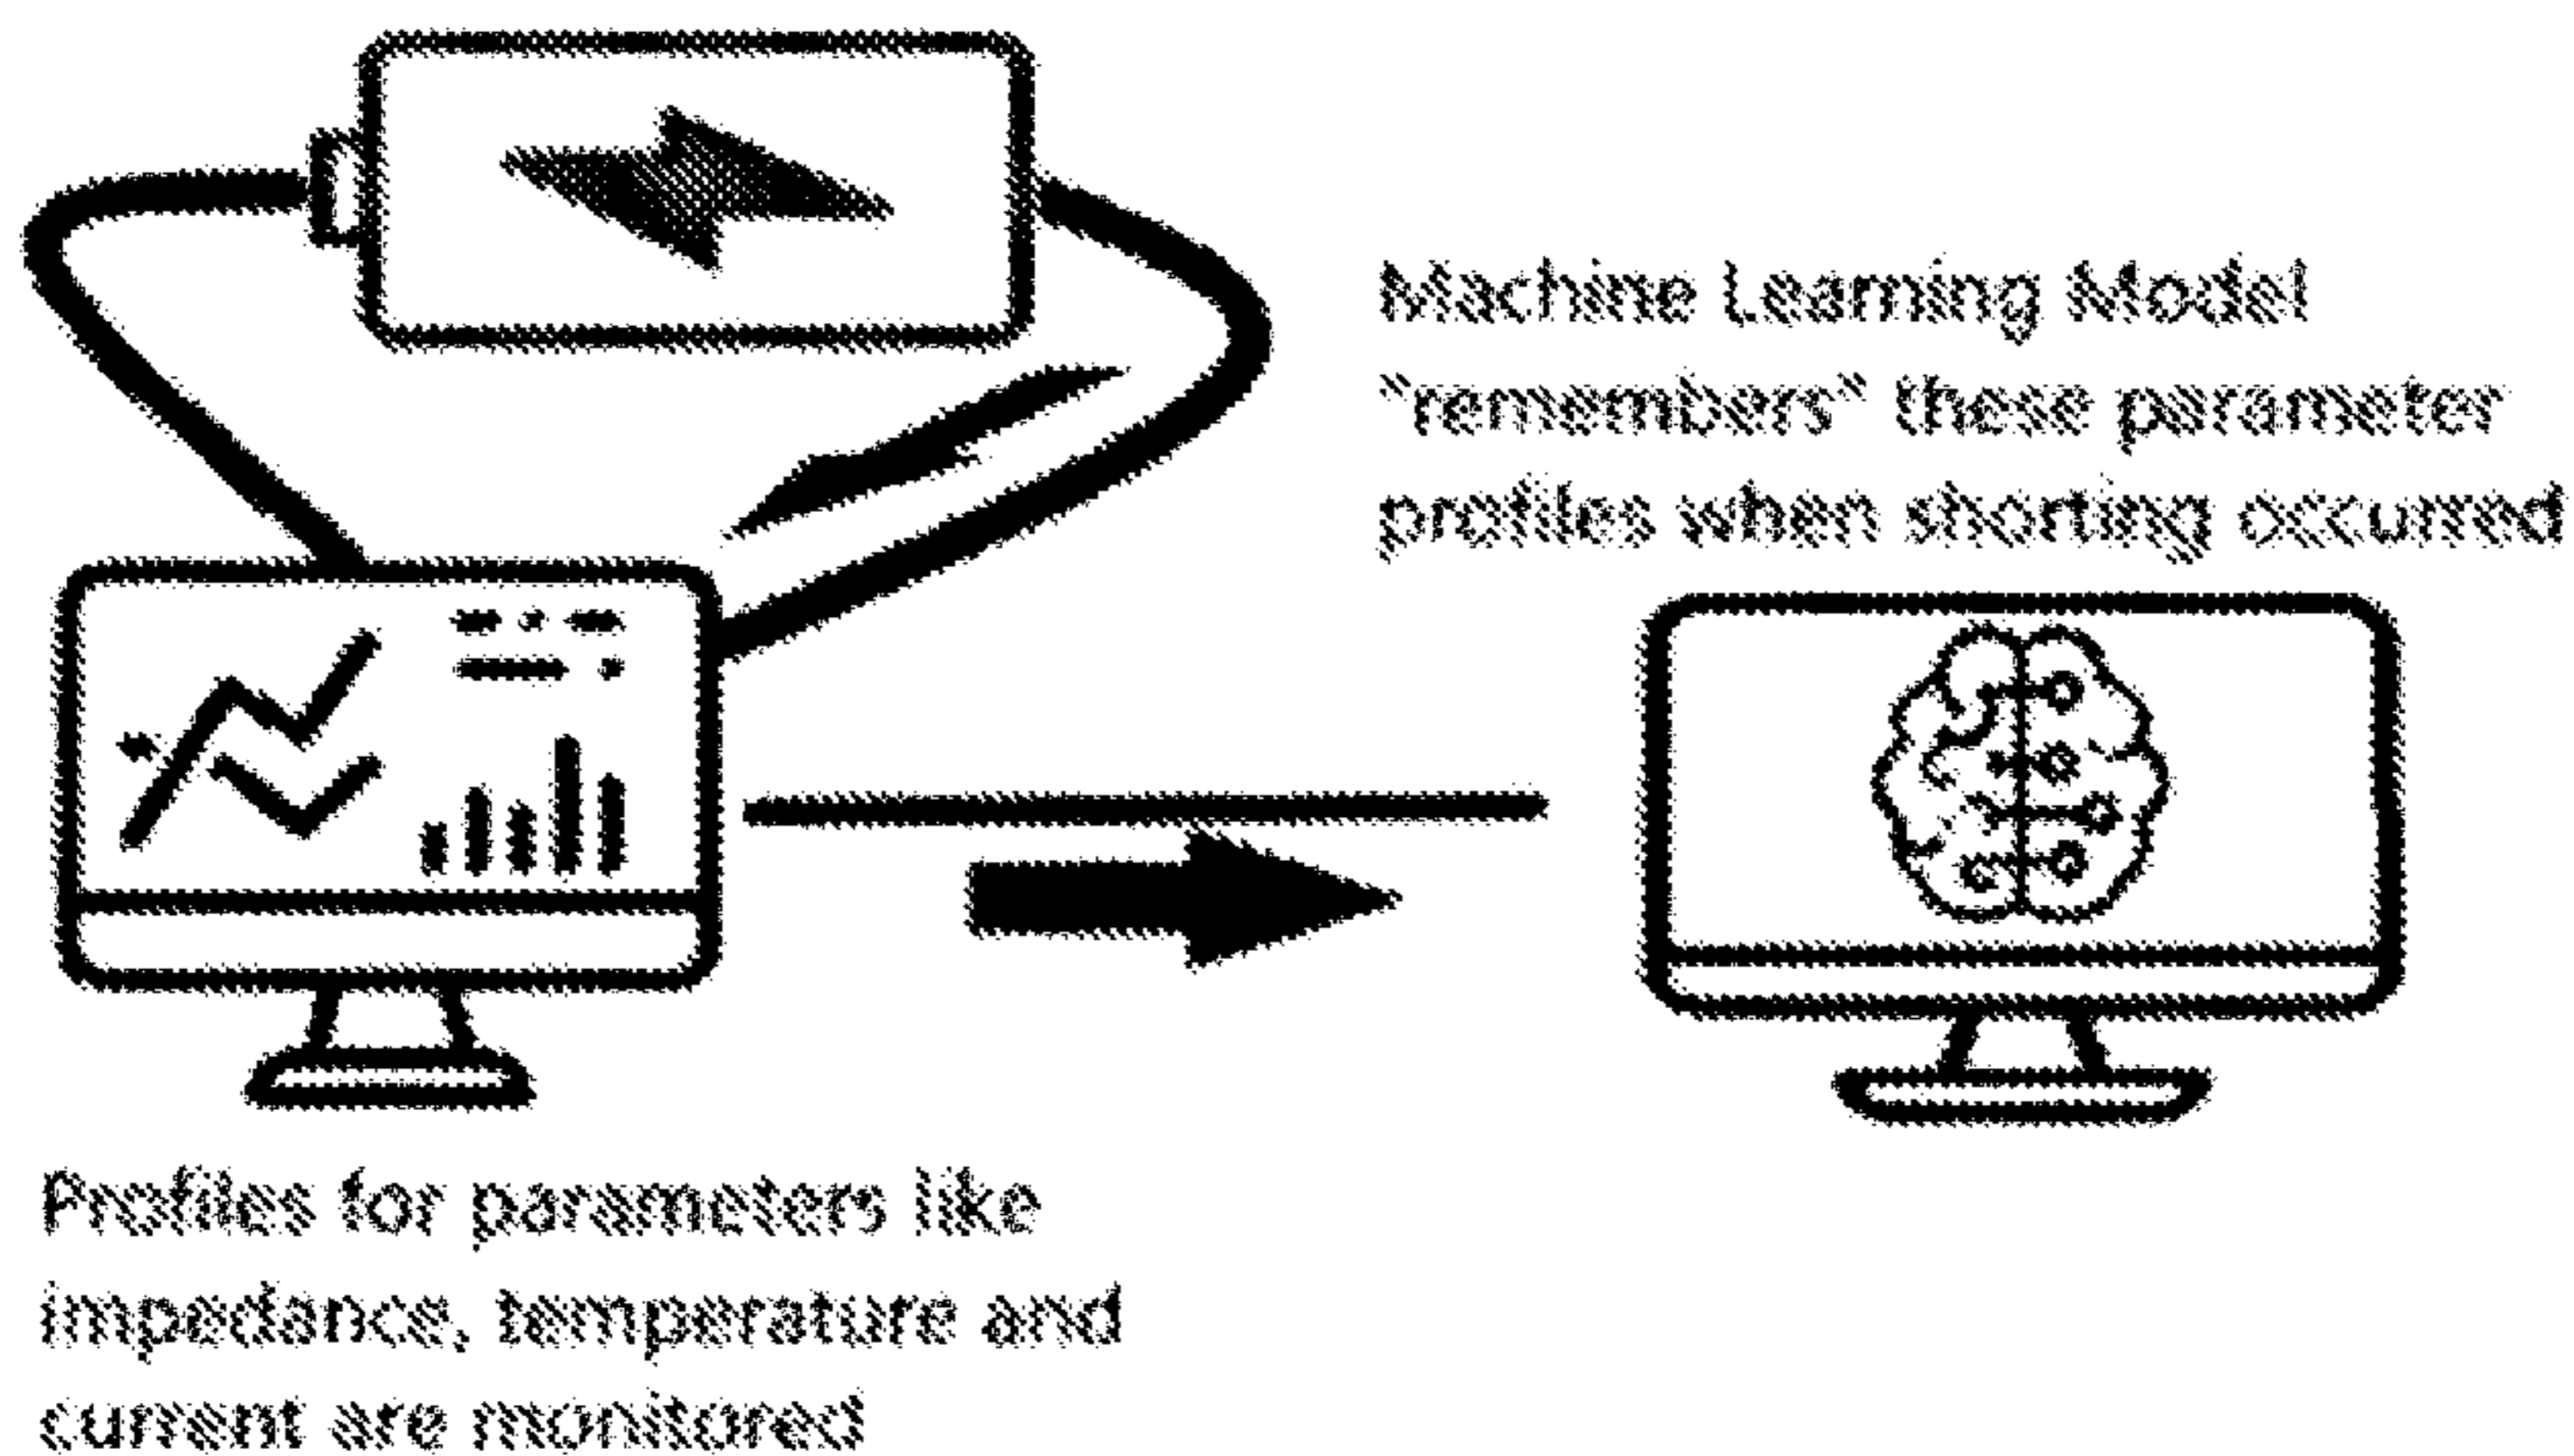 Machine Learning Model
"remembers" these parameter
profiles when shorting occurred
Profiles for parameters like
impedance, temperature and
current are monitored